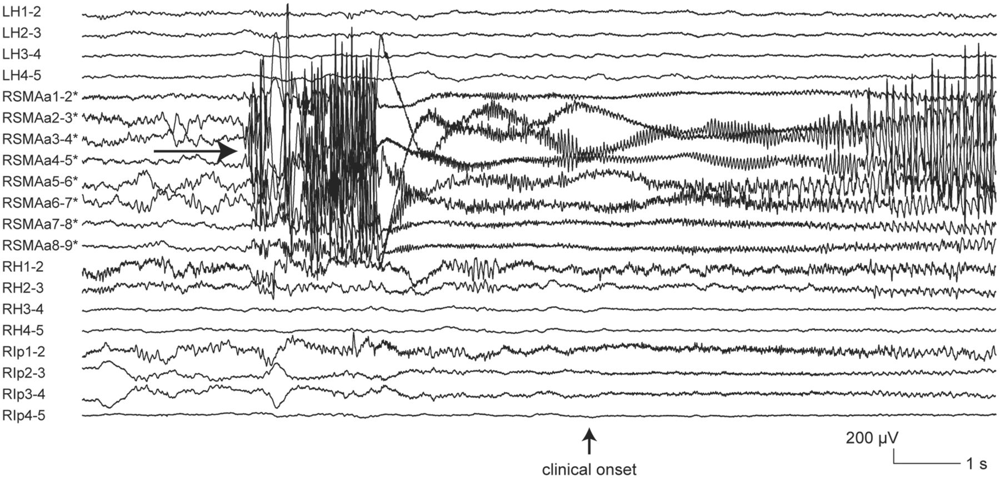 LH1-2
LH2-3
LH3-4
LH4-5
RSMAa1-2*
RSMAa2-3*
RSMAa3-4*
RSMAa4-5*
RSMAa5-6*
RSMAa6-7*
RSMAa7-8*
RSMAa8-9*
RH1-2
RH2-3
RH3-4
RH4-5
RIp1-2
RIp2-3
RIp3-4
RIp4-5
200 µV
1 s
clinical onset